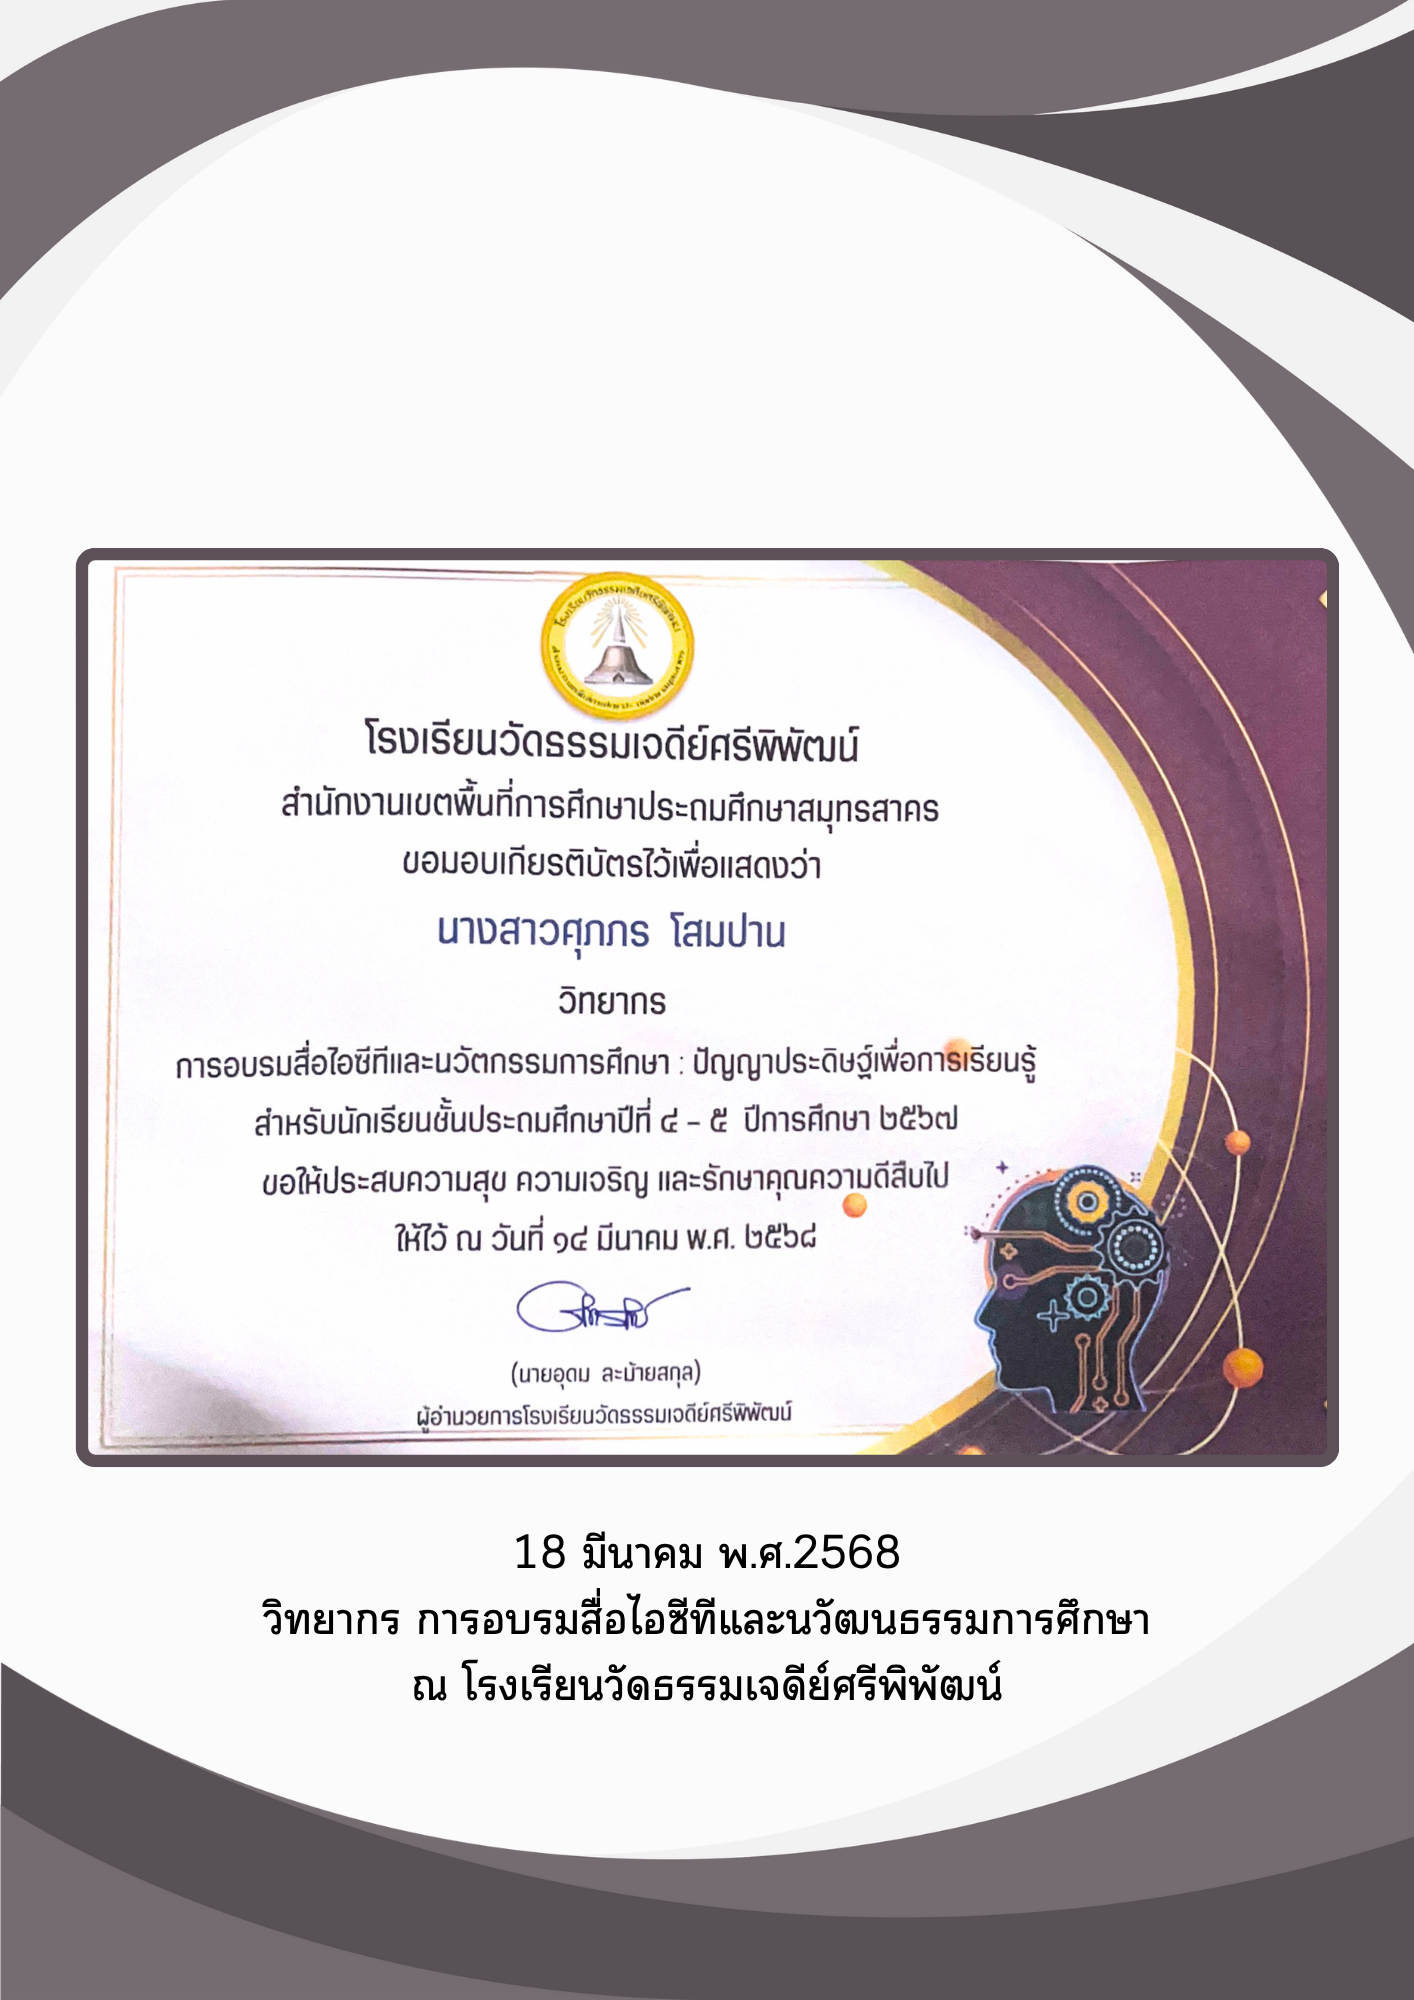 โรงเรียนวัดธรรมเจดีย์ศรีพิพัฒน์
สำนักงานเขตพื้นที่การศึกษาประถมศึกษาสมุทรสาคร
ขอมอบเกียรติบัตรไว้เพื่อแสดงว่า
นางสาวศุภกร โสมปาน
วิทยากร
การอบรมสื่อไอซีทีและนวัตกรรมการศึกษา : ปัญญาประดิษฐ์เพื่อการเรียนรู้
สำหรับนักเรียนชั้นประถมศึกษาปีที่ ๔ - ๕ ปีการศึกษา ๒๕๖๗
ขอให้ประสบความสุข ความเจริญ และรักษาคุณความดีสืบไป
ให้ไว้ ณ วันที่ ๑๔ มีนาคม พ.ศ. ๒๕๖๘
(นายอุดม ละม้ายสกุล)
ผู้อำนวยการโรงเรียนวัดธรรมเจดีย์ศรีพิพัฒน์
18 มีนาคม พ.ศ.2568
วิทยากร การอบรมสื่อไอซีทีและนวัฒนธรรมการศึกษา
ณ โรงเรียนวัดธรรมเจดีย์ศรีพิพัฒน์